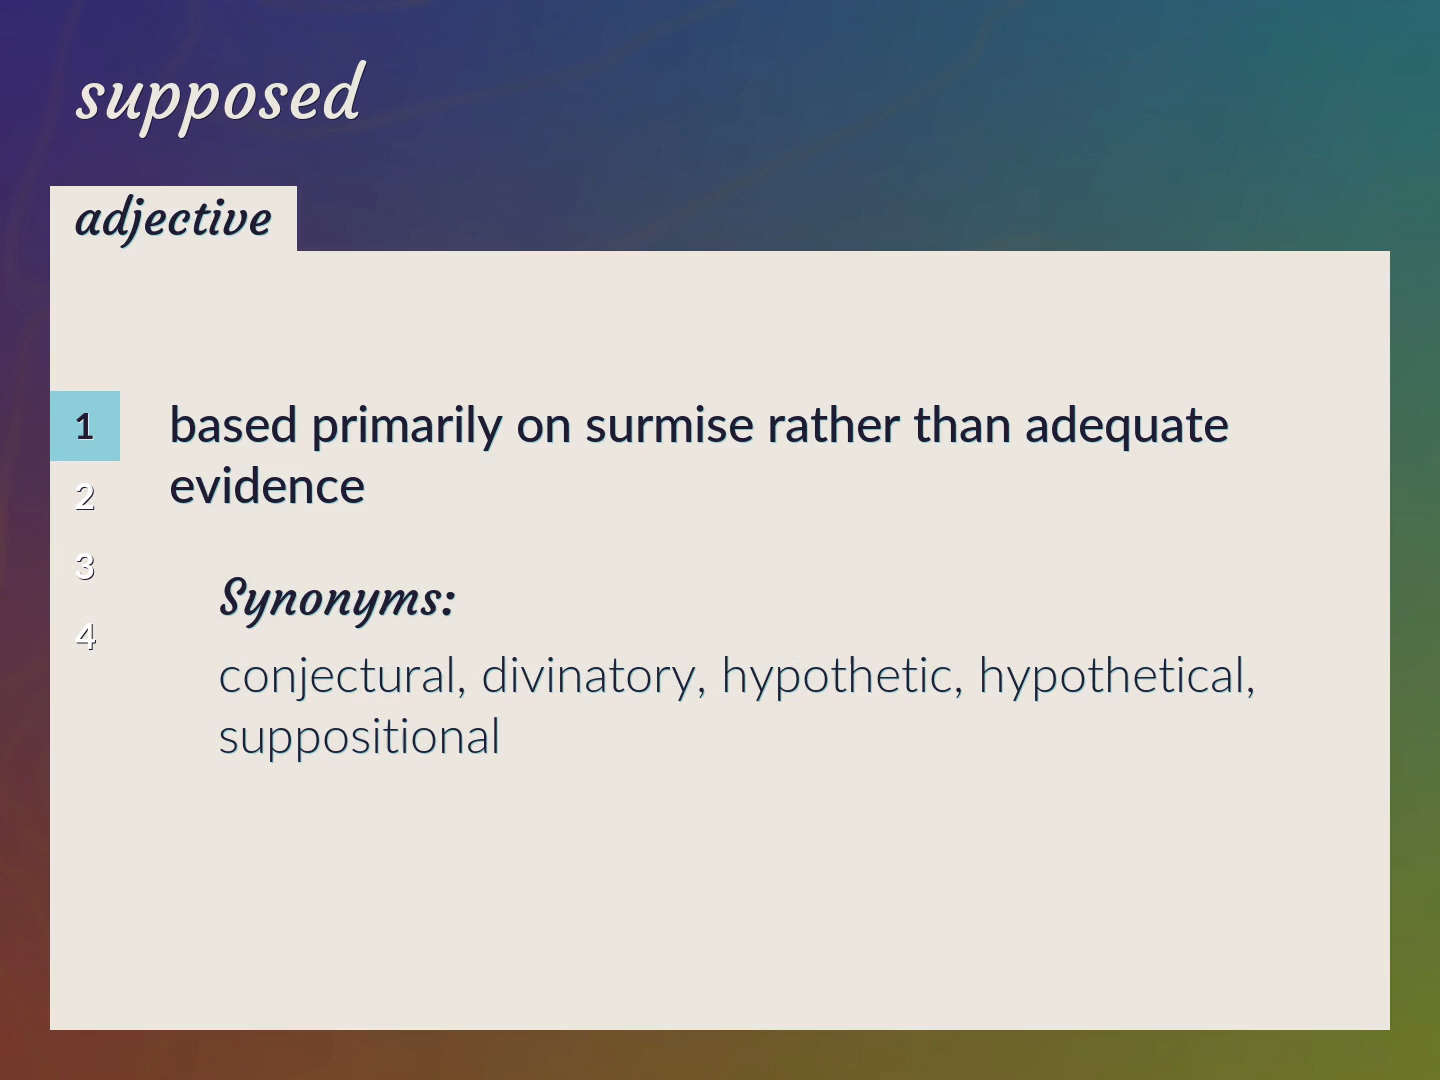 supposed
adjective
1
based primarily on surmise rather than adequate
evidence
2
3
4
Synonyms:
conjectural, divinatory, hypothetic, hypothetical,
suppositional